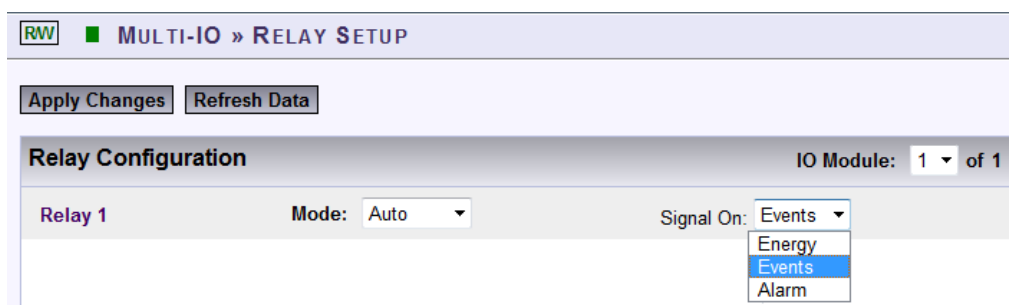 R/W MULTI-IO » RELAY SETUP
Apply Changes Refresh Data
Relay Configuration IO Module: 1 of 1
Relay 1 Mode: Auto Signal On: Events
Energy
Events
Alarm